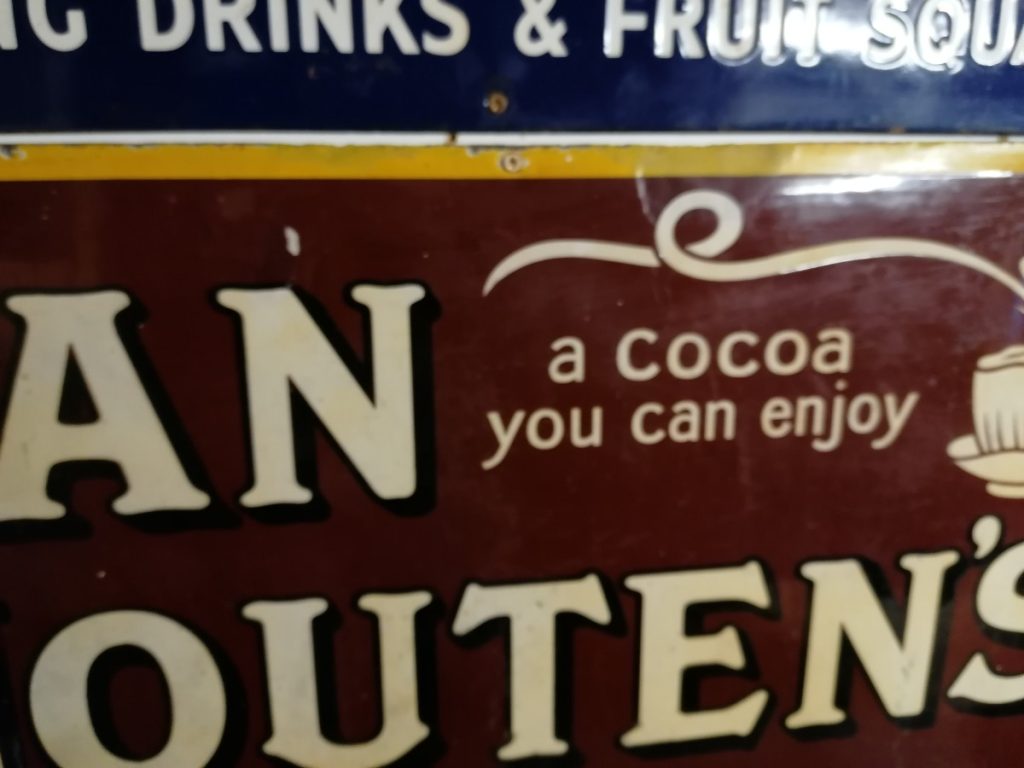 DRINKS & FRUIT
AN
a cocoa
you can enjoy
OUTEN'S